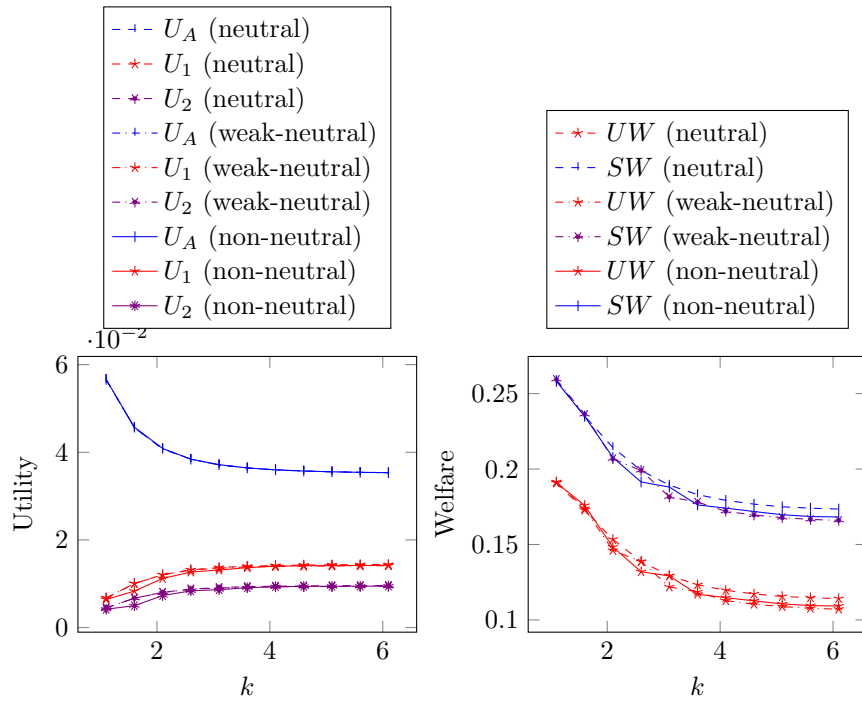 U_A (neutral)
U_1 (neutral)
U_2 (neutral)
U_A (weak-neutral)
U_1 (weak-neutral)
U_2 (weak-neutral)
U_A (non-neutral)
U_1 (non-neutral)
U_2 (non-neutral)
·10^{-2}
6
4
2
0
2
4
6
Utility
k
UW (neutral)
SW (neutral)
UW (weak-neutral)
SW (weak-neutral)
UW (non-neutral)
SW (non-neutral)
0.25
0.2
0.15
0.1
2
4
6
Welfare
k